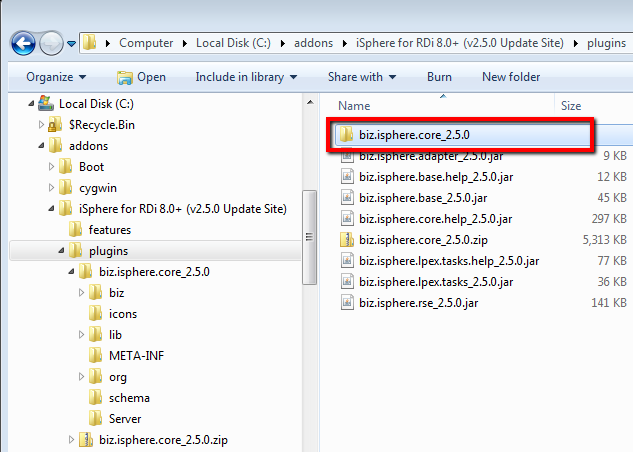 Computer Local Disk (C:) addons iSphere for RDi 8.0+ (v2.5.0 Update Site) plugins
Organize Open Include in library Share with Burn New folder
Local Disk (C:)
$Recycle.Bin
addons
Boot
cygwin
iSphere for RDi 8.0+ (v2.5.0 Update Site)
features
plugins
biz.isphere.core_2.5.0
biz
icons
lib
META-INF
org
schema
Server
biz.isphere.core_2.5.0.zip
Name Size
biz.isphere.core_2.5.0
biz.isphere.adapter_2.5.0.jar 9 KB
biz.isphere.base.help_2.5.0.jar 12 KB
biz.isphere.base_2.5.0.jar 45 KB
biz.isphere.core.help_2.5.0.jar 297 KB
biz.isphere.core_2.5.0.zip 5,313 KB
biz.isphere.lpex.tasks.help_2.5.0.jar 77 KB
biz.isphere.lpex.tasks_2.5.0.jar 36 KB
biz.isphere.rse_2.5.0.jar 141 KB